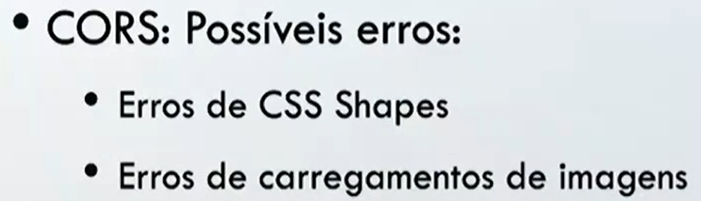 • CORS: Possíveis erros:
• Erros de CSS Shapes
• Erros de carregamentos de imagens